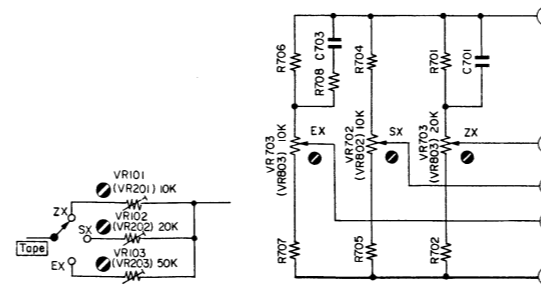 R706
C703
R708
R704
R701
C701
VR703
(VR803) 10K
EX
VR702
(VR802) 10K
SX
VR703
(VR803) 20K
ZX
R707
R705
R702
VR101
(VR201) 10K
ZX
VR102
(VR202) 20K
SX
Tape
VR103
(VR203) 50K
EX